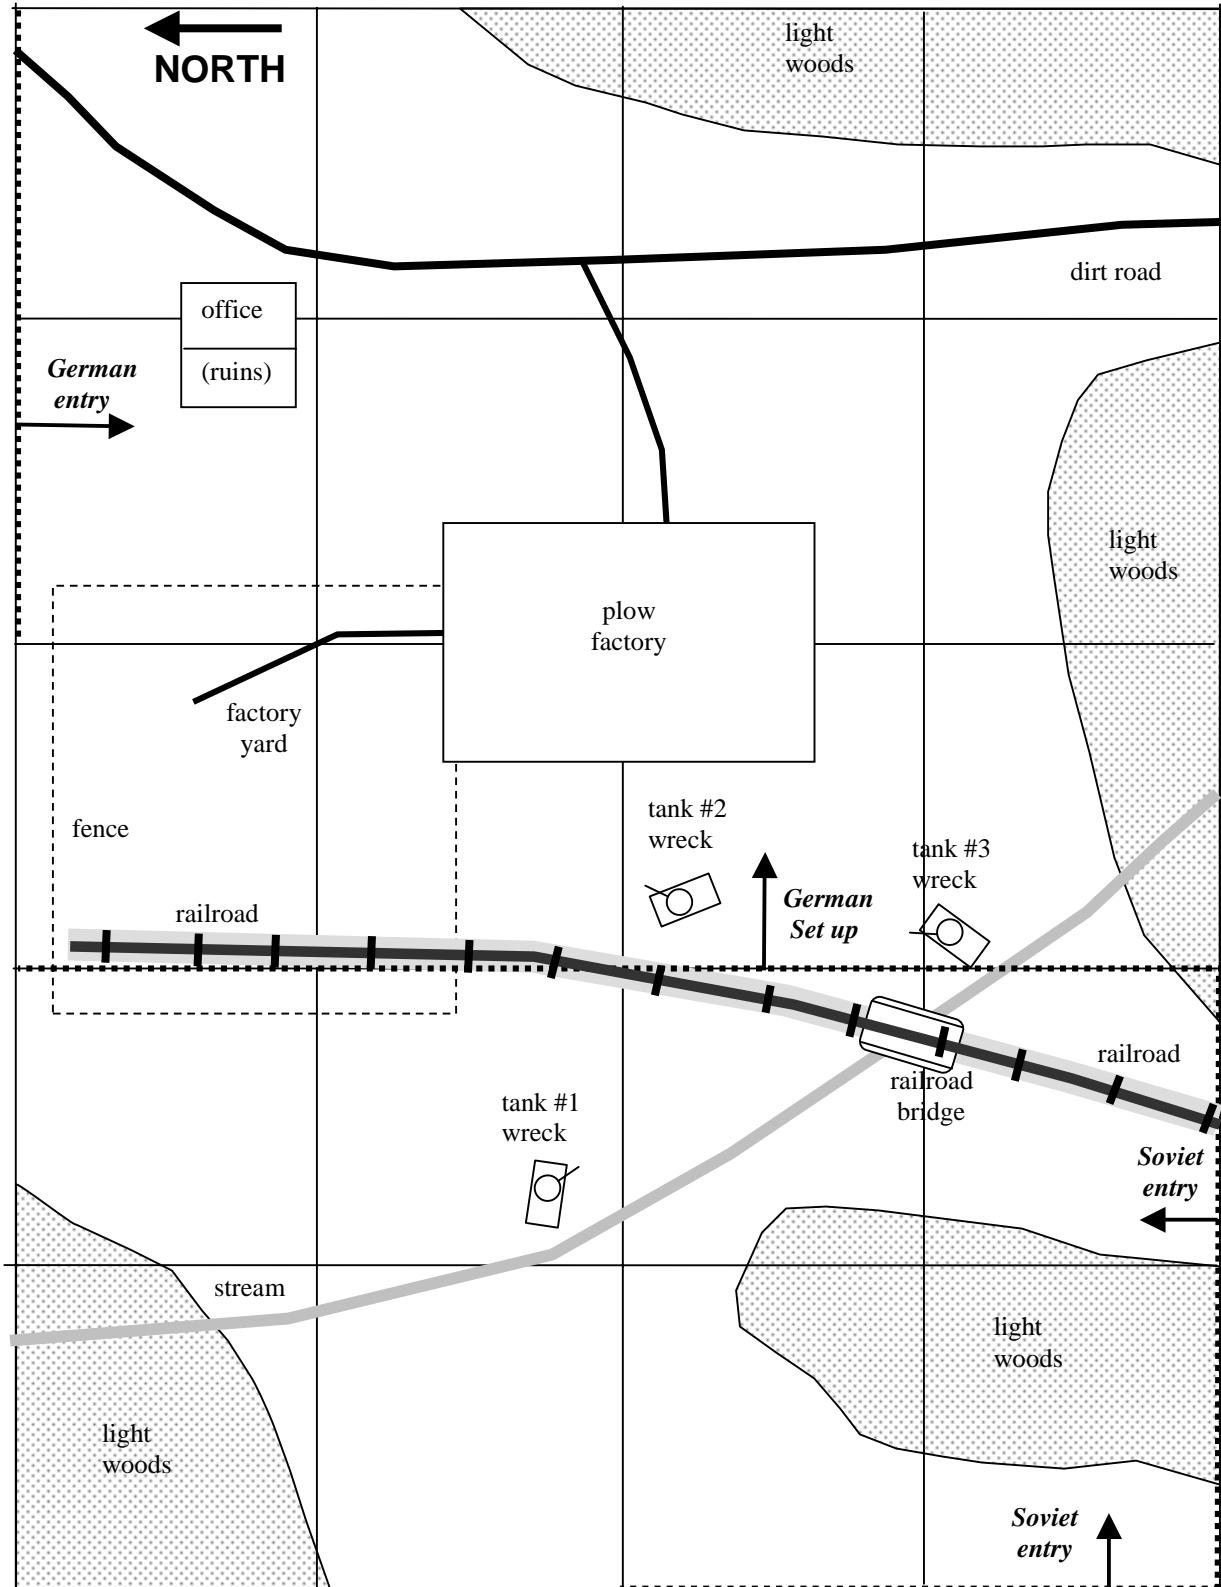 light
woods
NORTH
dirt road
office
(ruins)
German
entry
light
woods
plow
factory
factory
yard
tank #2
wreck
fence
tank #3
wreck
German
Set up
railroad
railroad
railroad
bridge
tank #1
wreck
Soviet
entry
stream
light
woods
light
woods
Soviet
entry